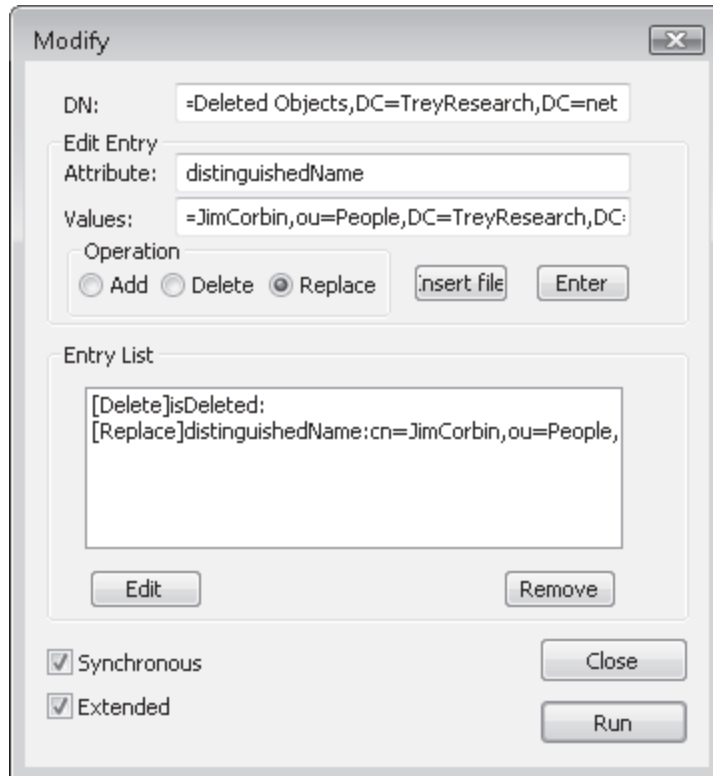 Modify
DN: =Deleted Objects,DC=TreyResearch,DC=net
Edit Entry
Attribute: distinguishedName
Values: =JimCorbin,ou=People,DC=TreyResearch,DC=
Operation
Add Delete Replace Insert file Enter
Entry List
[Delete]isDeleted:
[Replace]distinguishedName:cn=JimCorbin,ou=People,
Edit Remove
Synchronous Close
Extended
Run